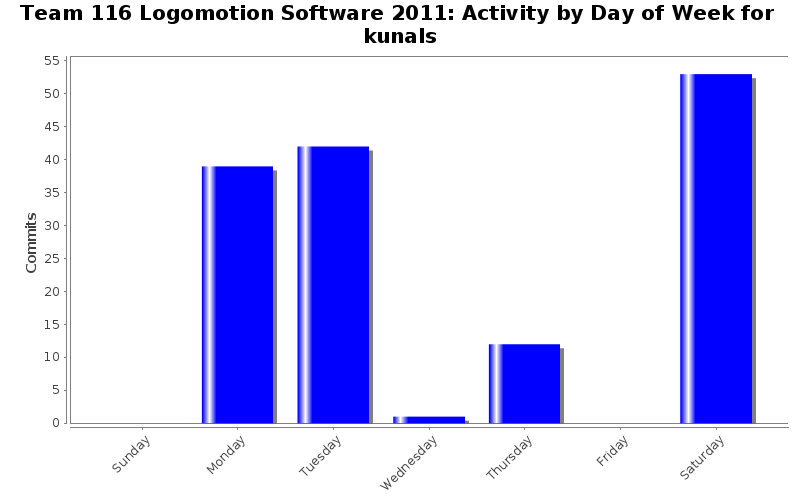 Team 116 Logomotion Software 2011: Activity by Day of Week for
kunals
55
50
45
40
35
30
25
20
15
10
5
0
Commits
Sunday
Monday
Tuesday
Wednesday
Thursday
Friday
Saturday